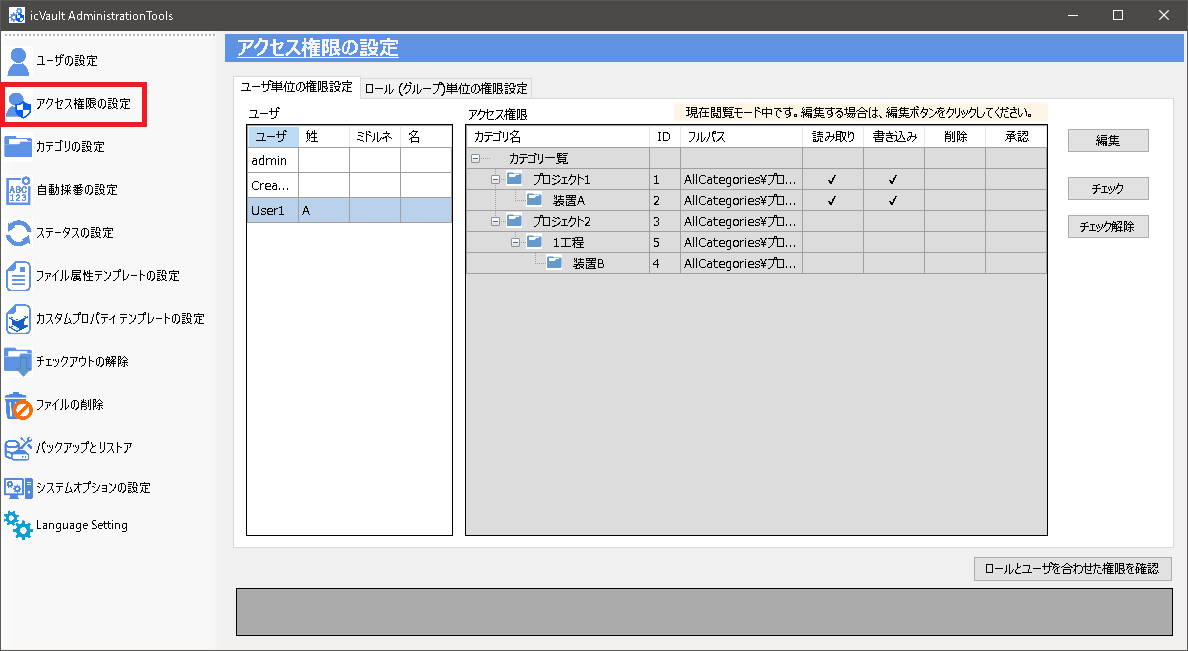 icVault AdministrationTools
ユーザの設定
アクセス権限の設定
カテゴリの設定
自動採番の設定
ステータスの設定
ファイル属性テンプレートの設定
カスタムプロパティテンプレートの設定
チェックアウトの解除
ファイルの削除
バックアップとリストア
システムオプションの設定
Language Setting
アクセス権限の設定
ユーザ単位の権限設定 ロール (グループ)単位の権限設定
ユーザ
ユーザ 姓 ミドルネ 名
admin
Crea...
User1 A
アクセス権限 現在閲覧モード中です。編集する場合は、編集ボタンをクリックしてください。
カテゴリ名 ID フルパス 読み取り 書き込み 削除 承認
カテゴリ一覧
プロジェクト1 1 AllCategories¥プロ... ✓ ✓
装置A 2 AllCategories¥プロ... ✓ ✓
プロジェクト2 3 AllCategories¥プロ...
1工程 5 AllCategories¥プロ...
装置B 4 AllCategories¥プロ...
編集
チェック
チェック解除
ロールとユーザを合わせた権限を確認
ABC
123